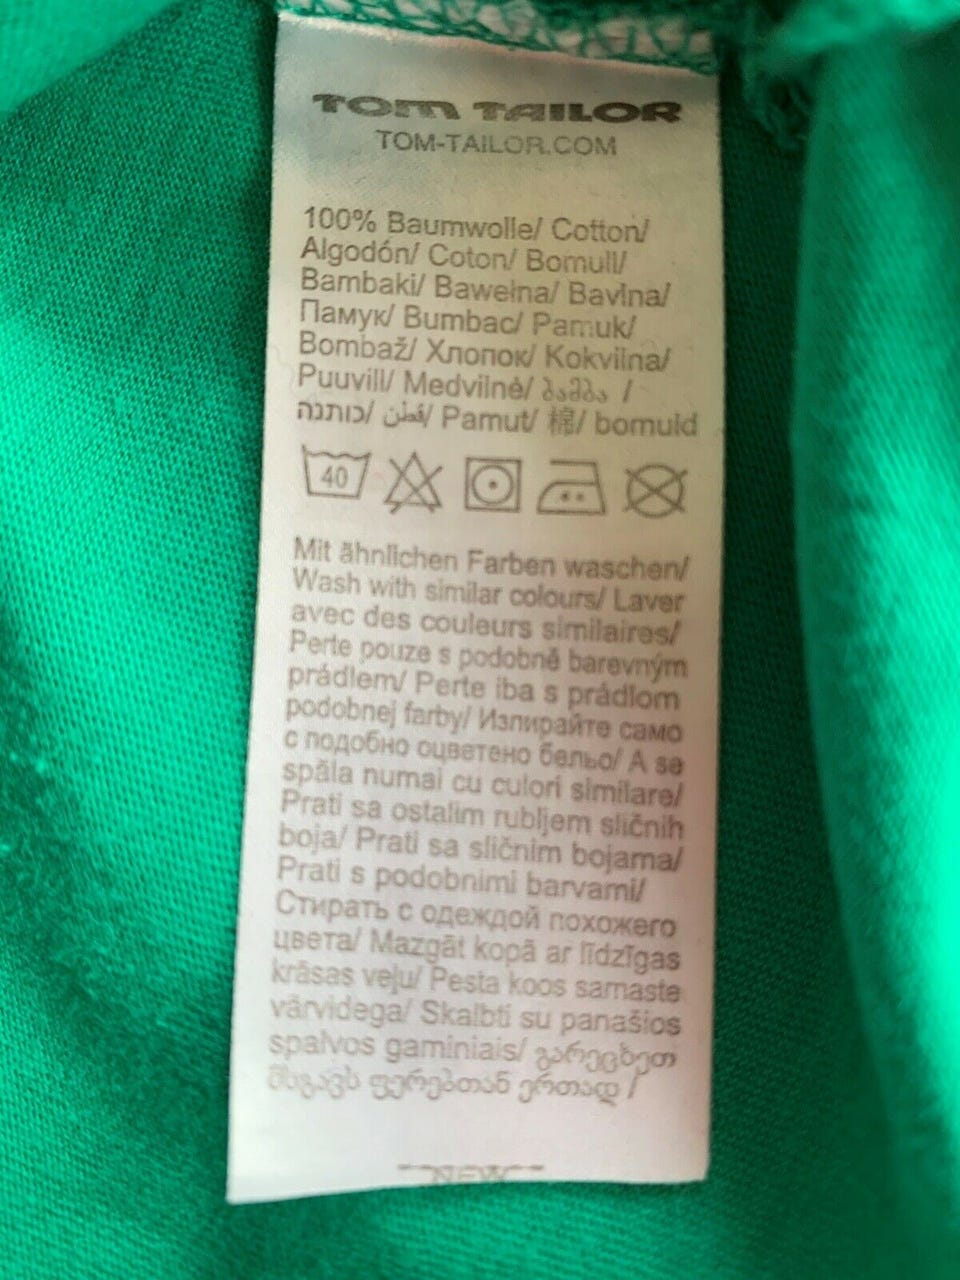 TOM TAILOR
TOM-TAILOR.COM
100% Baumwolle/ Cotton/
Algodón/ Coton/ Bomull/
Bambaki/ Bawełna/ Bavlna/
Памук/ Bumbac/ Pamuk/
Bombaž/ Хлопок/ Kokvilna/
Puuvill/ Medvilnė/ ბამბა /
כותנה/ قطن/ Pamut/ 棉/ bomuld
40
Mit ähnlichen Farben waschen/
Wash with similar colours/ Laver
avec des couleurs similaires/
Perte pouze s podobně barevným
prádlem/ Perte iba s prádlom
podobnej farby/ Изпирайте само
с подобно оцветено бельо/ A se
spăla numai cu culori similare/
Prati sa ostalim rubljem sličnih
boja/ Prati sa sličnim bojama/
Prati s podobnimi barvami/
Стирать с одеждой похожего
цвета/ Mazgāt kopā ar līdzīgas
krāsas veļu/ Pesta koos samaste
värvidega/ Skalbti su panašios
spalvos gaminiais/ გარეცხეთ
მსგავს ფერებთან ერთად /
NEW